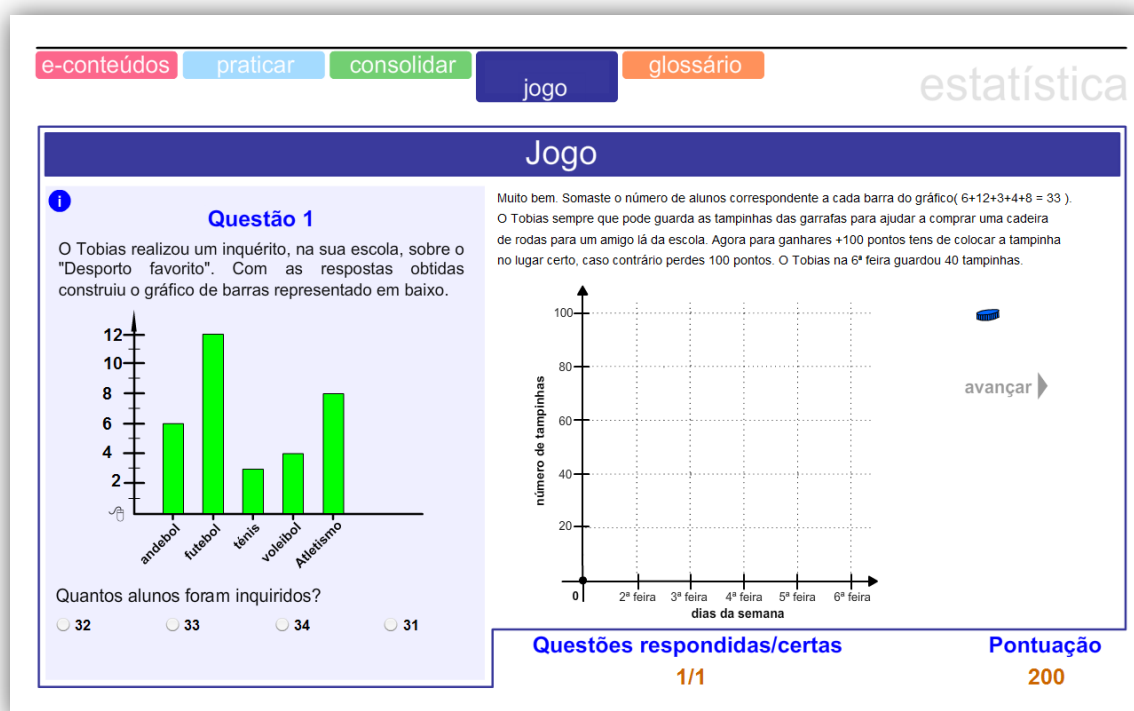 e-conteúdos
praticar
consolidar
jogo
glossário
estatística
Jogo
i
Questão 1
O Tobias realizou um inquérito, na sua escola, sobre o
"Desporto favorito". Com as respostas obtidas
construiu o gráfico de barras representado em baixo.
12
10
8
6
4
2
andebol
futebol
ténis
voleibol
Atletismo
Quantos alunos foram inquiridos?
32
33
34
31
Muito bem. Somaste o número de alunos correspondente a cada barra do gráfico( 6+12+3+4+8 = 33 ).
O Tobias sempre que pode guarda as tampinhas das garrafas para ajudar a comprar uma cadeira
de rodas para um amigo lá da escola. Agora para ganhares +100 pontos tens de colocar a tampinha
no lugar certo, caso contrário perdes 100 pontos. O Tobias na 6ª feira guardou 40 tampinhas.
número de tampinhas
100
80
60
40
20
0
2ª feira
3ª feira
4ª feira
5ª feira
6ª feira
dias da semana
avançar
Questões respondidas/certas
1/1
Pontuação
200